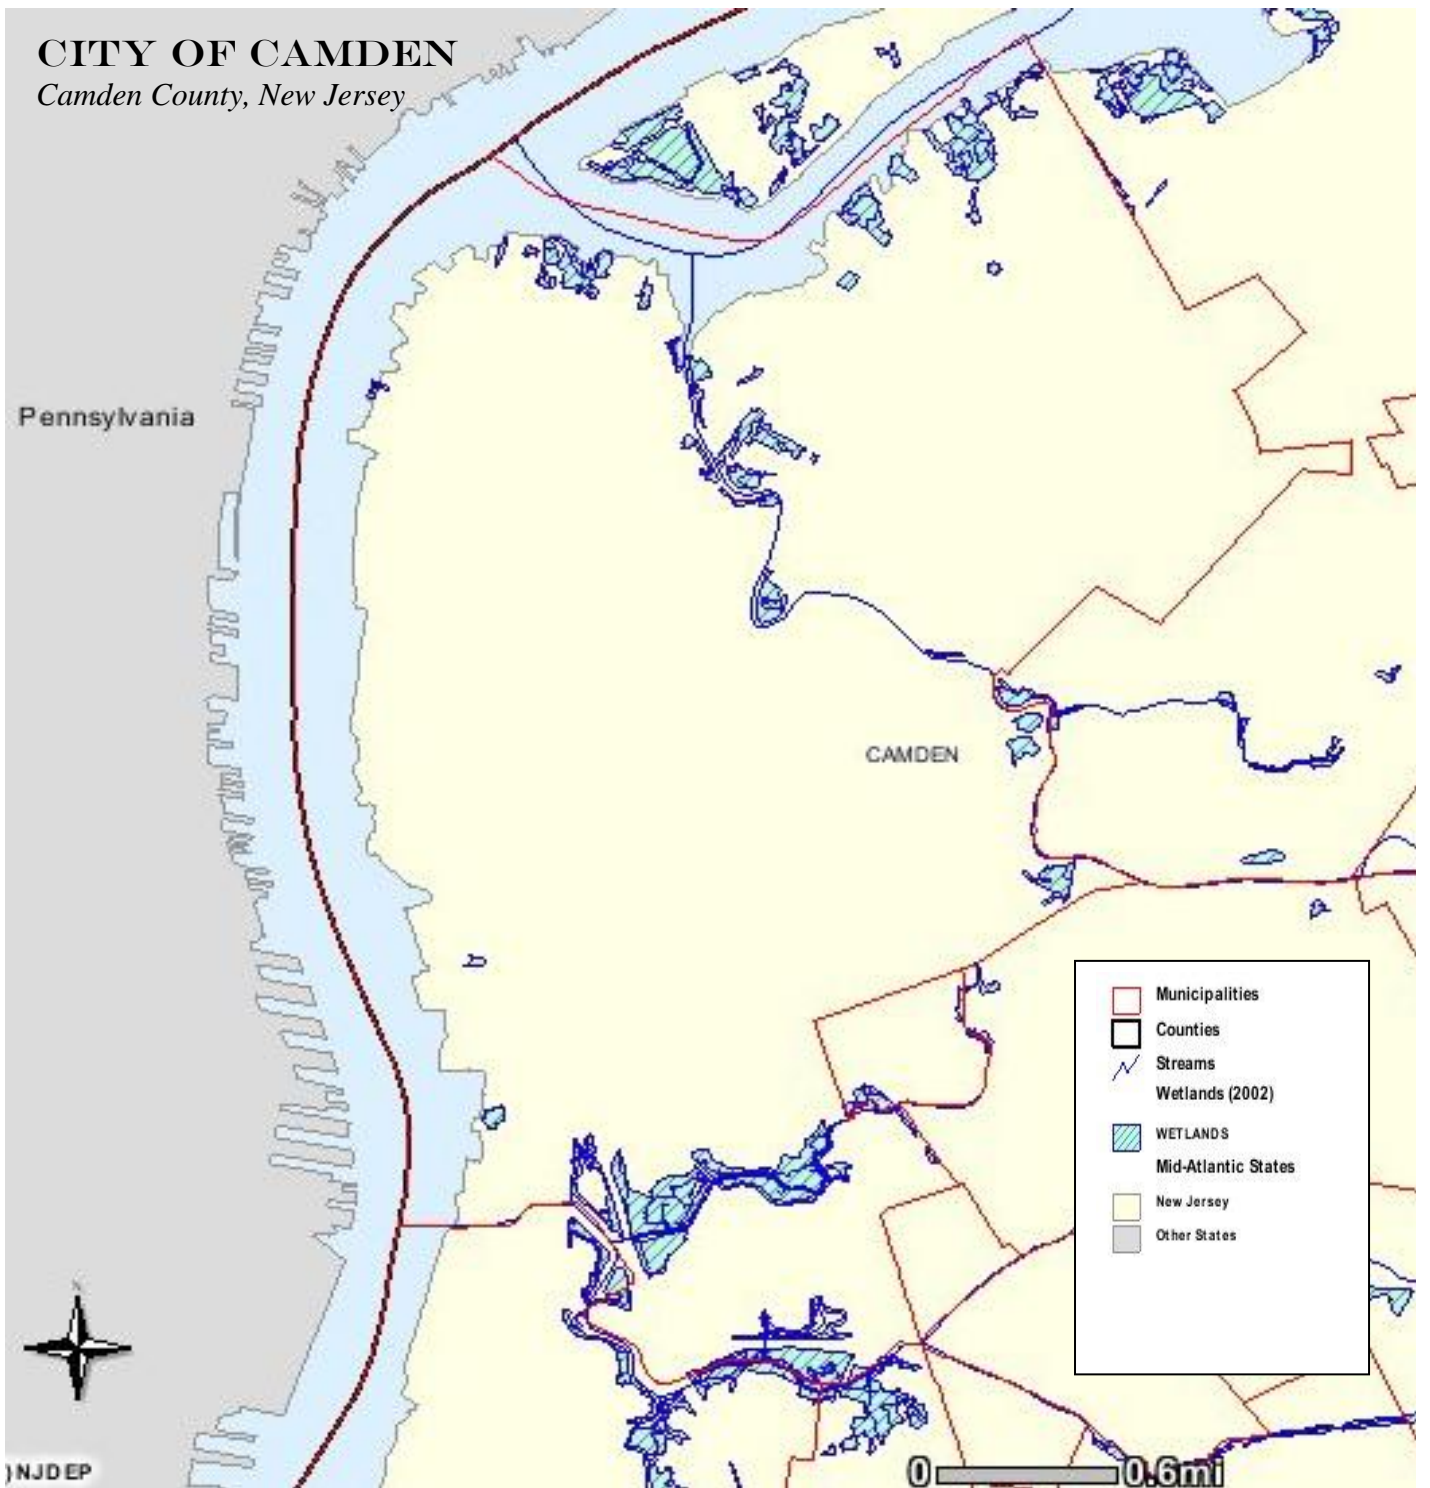 CITY OF CAMDEN
Camden County, New Jersey
Pennsylvania
CAMDEN
Municipalities
Counties
Streams
Wetlands (2002)
WETLANDS
Mid-Atlantic States
New Jersey
Other States
N
)NJDEP
0 0.6mi